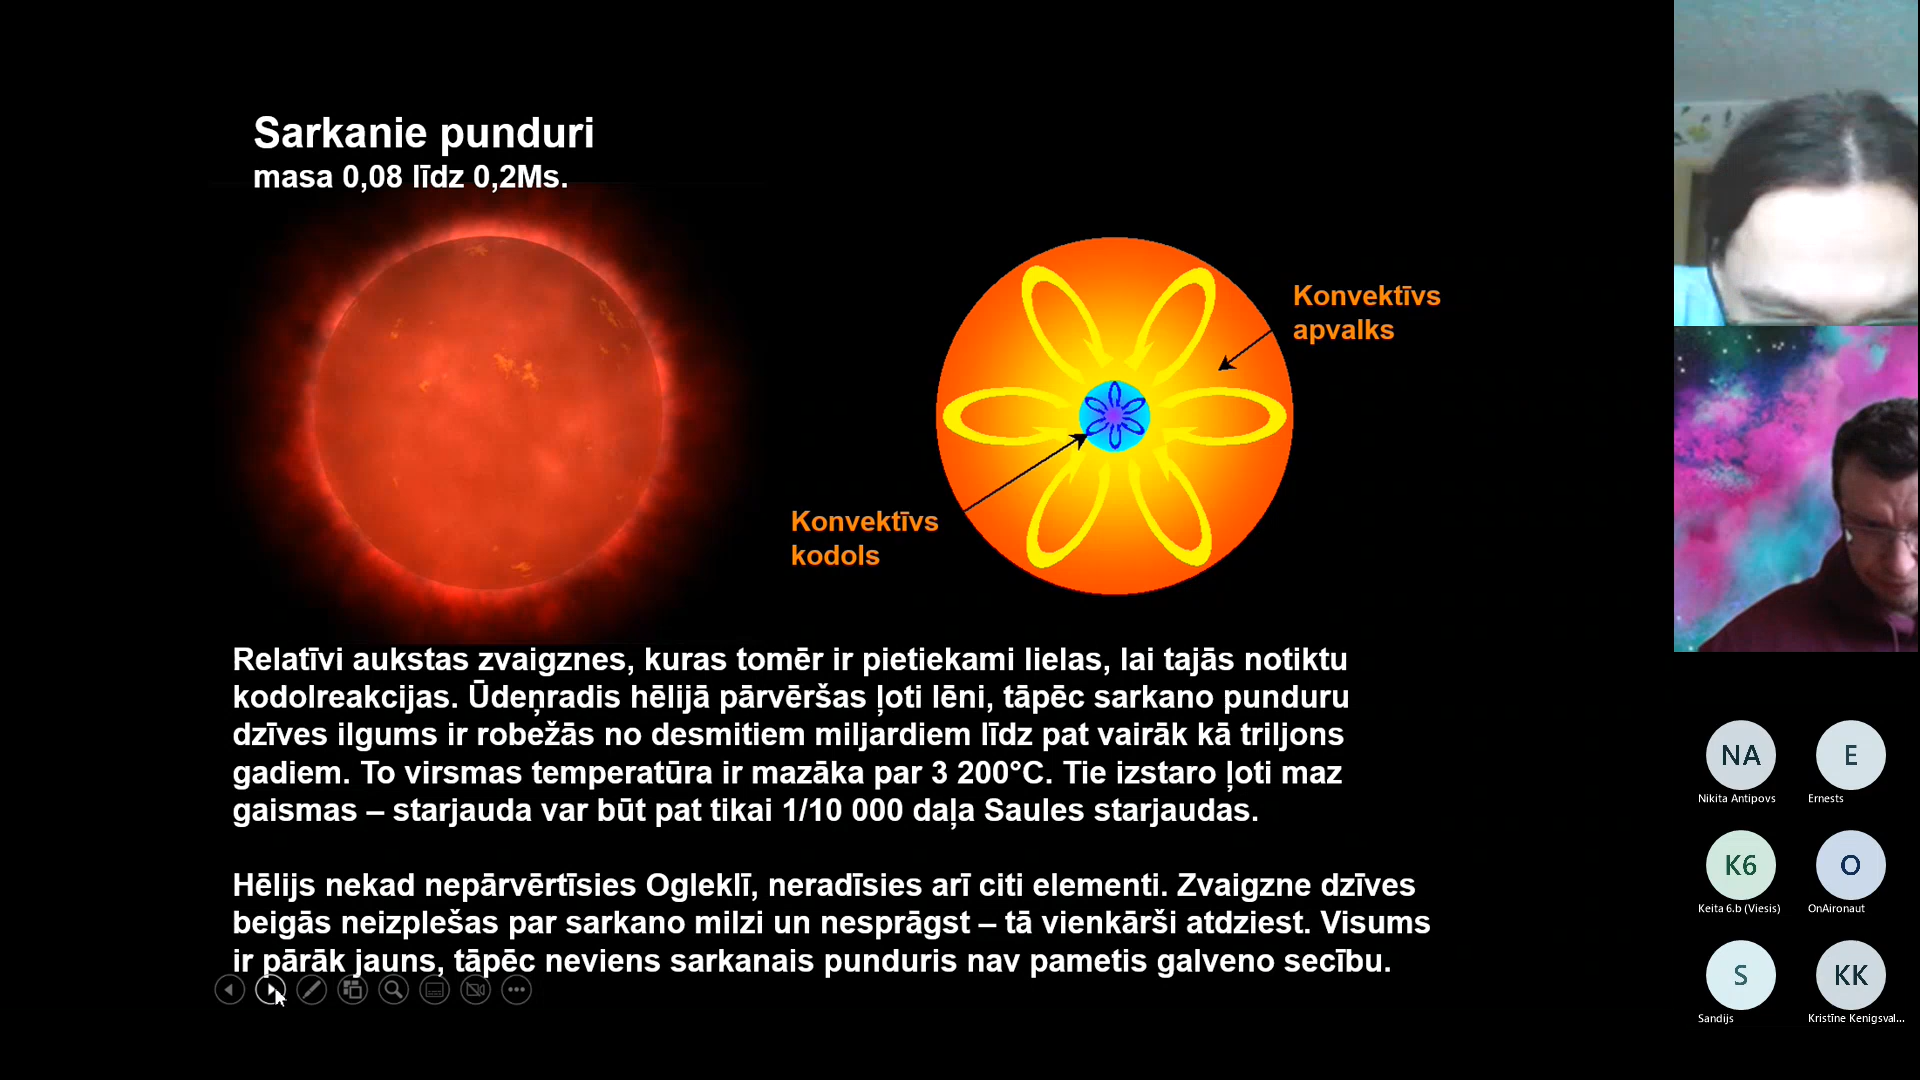 Sarkanie punduri
masa 0,08 līdz 0,2Ms.
Konvektīvs
apvalks
Konvektīvs
kodols
Relatīvi aukstas zvaigznes, kuras tomēr ir pietiekami lielas, lai tajās notiktu
kodolreakcijas. Ūdeņradis hēlijā pārvēršas ļoti lēni, tāpēc sarkano punduru
dzīves ilgums ir robežās no desmitiem miljardiem līdz pat vairāk kā triljons
gadiem. To virsmas temperatūra ir mazāka par 3 200°C. Tie izstaro ļoti maz
gaismas – starjauda var būt pat tikai 1/10 000 daļa Saules starjaudas.
Hēlijs nekad nepārvērtīsies Ogleklī, neradīsies arī citi elementi. Zvaigzne dzīves
beigās neizplešas par sarkano milzi un nesprāgst – tā vienkārši atdziest. Visums
ir pārāk jauns, tāpēc neviens sarkanais punduris nav pametis galveno secību.
NA
Nikita Antipovs
E
Ernests
K6
Keita 6.b (Viesis)
O
OnAironaut
S
Sandijs
KK
Kristīne Kenigsval...